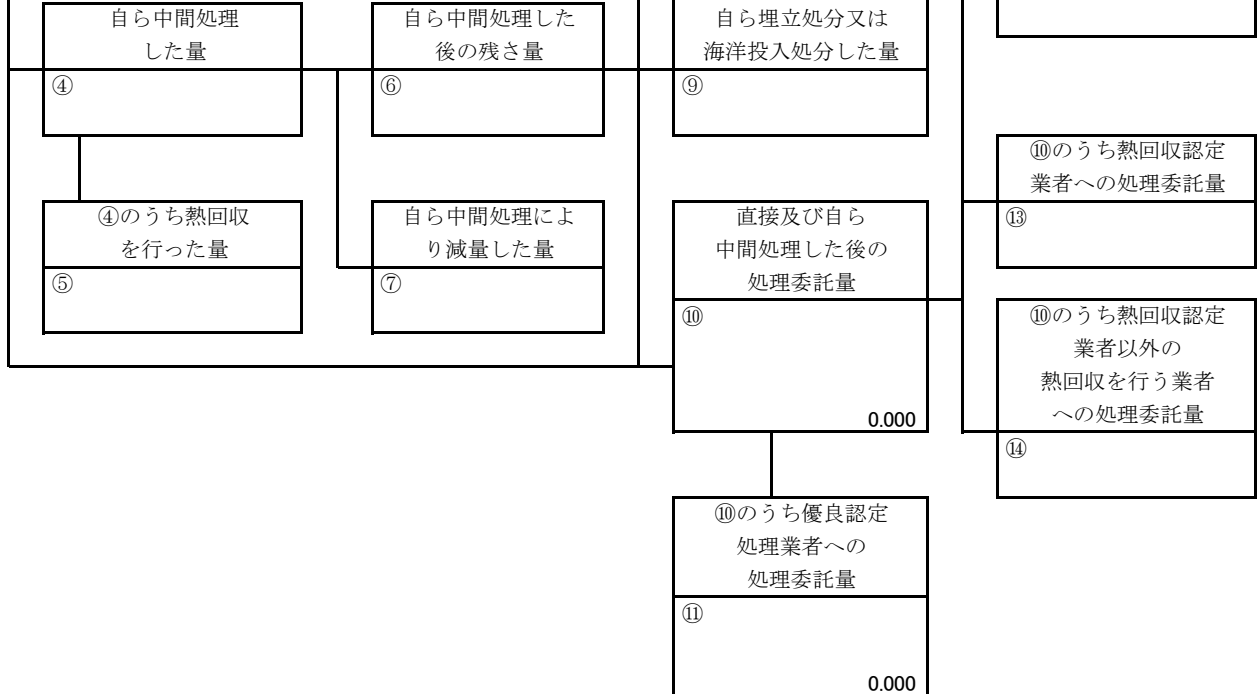 自ら中間処理
した量
④
自ら中間処理した
後の残さ量
⑥
自ら埋立処分又は
海洋投入処分した量
⑨
④のうち熱回収
を行った量
⑤
自ら中間処理によ
り減量した量
⑦
直接及び自ら
中間処理した後の
処理委託量
⑩
0.000
⑩のうち熱回収認定
業者への処理委託量
⑬
⑩のうち熱回収認定
業者以外の
熱回収を行う業者
への処理委託量
⑭
⑩のうち優良認定
処理業者への
処理委託量
⑪
0.000